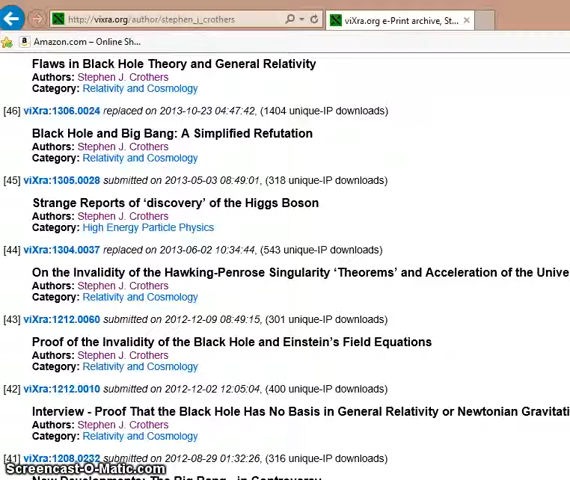 http://vixra.org/author/stephen_j_crothers
viXra.org e-Print archive, St...
Amazon.com – Online Sh...
Flaws in Black Hole Theory and General Relativity
Authors: Stephen J. Crothers
Category: Relativity and Cosmology
[46] viXra:1306.0024 replaced on 2013-10-23 04:47:42, (1404 unique-IP downloads)
Black Hole and Big Bang: A Simplified Refutation
Authors: Stephen J. Crothers
Category: Relativity and Cosmology
[45] viXra:1305.0028 submitted on 2013-05-03 08:49:01, (318 unique-IP downloads)
Strange Reports of ‘discovery’ of the Higgs Boson
Authors: Stephen J. Crothers
Category: High Energy Particle Physics
[44] viXra:1304.0037 replaced on 2013-06-02 10:34:44, (543 unique-IP downloads)
On the Invalidity of the Hawking-Penrose Singularity ‘Theorems’ and Acceleration of the Unive
Authors: Stephen J. Crothers
Category: Relativity and Cosmology
[43] viXra:1212.0060 submitted on 2012-12-09 08:49:15, (301 unique-IP downloads)
Proof of the Invalidity of the Black Hole and Einstein’s Field Equations
Authors: Stephen J. Crothers
Category: Relativity and Cosmology
[42] viXra:1212.0010 submitted on 2012-12-02 12:05:04, (400 unique-IP downloads)
Interview - Proof That the Black Hole Has No Basis in General Relativity or Newtonian Gravitati
Authors: Stephen J. Crothers
Category: Relativity and Cosmology
[41] viXra:1208.0232 submitted on 2012-08-29 01:32:26, (316 unique-IP downloads)
Screencast-O-Matic.com
New Developments: The Big Bang - in Controversy